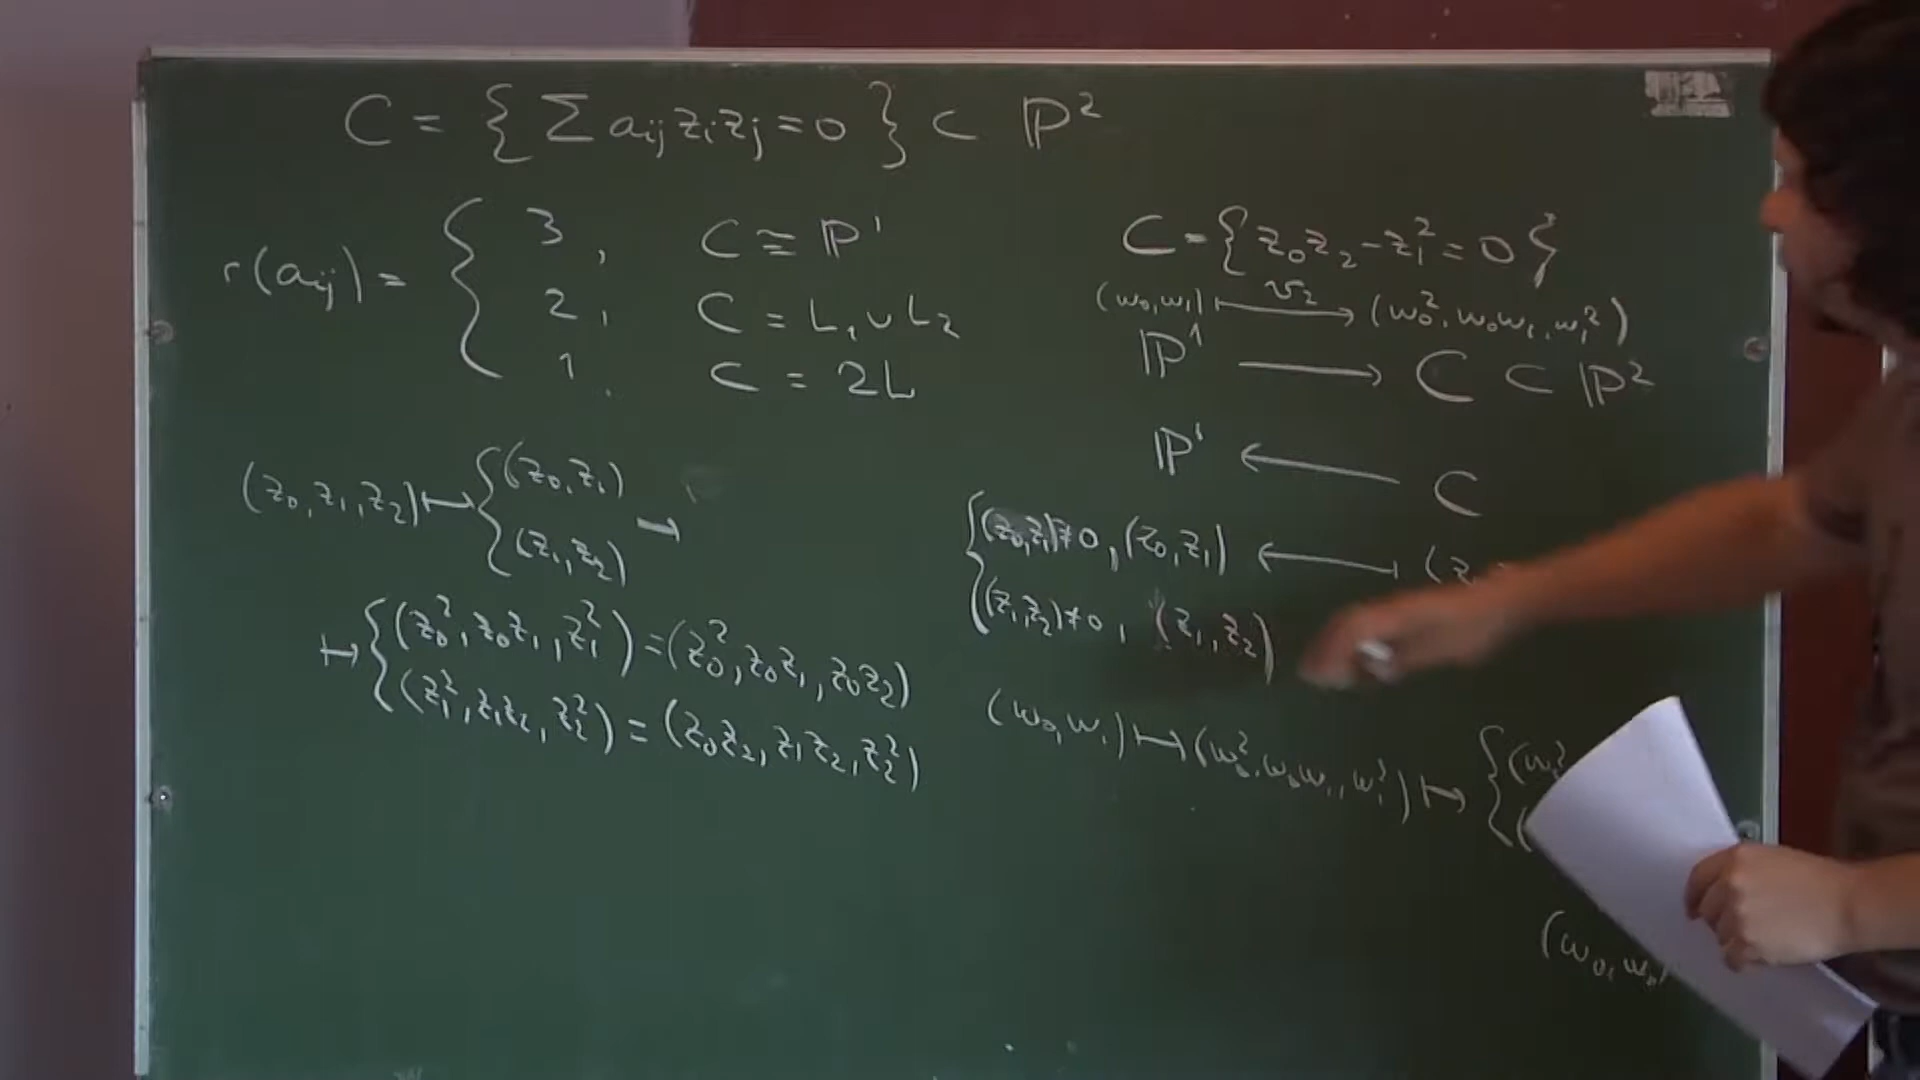 C = { ∑ aᵢⱼ zᵢ zⱼ = 0 } ⊂ ℙ²
r(aᵢⱼ) = {
3, C ≅ ℙ¹
2, C = L₁ ∪ L₂
1. C = 2L
(z₀, z₁, z₂) ↦ {
(z₀, z₁)
(z₁, z₂)
↦
↦ {
(z₀², z₀z₁, z₁²) = (z₀², z₀z₁, z₀z₂)
(z₁², z₁z₂, z₂²) = (z₀z₂, z₁z₂, z₂²)
C = { z₀z₂ − z₁² = 0 }
(w₀, w₁) ↦ v₂ (w₀², w₀w₁, w₁²)
ℙ¹ ⟶ C ⊂ ℙ²
ℙ¹ ⟵ C
{ (z₀, z₁) ≠ 0, (z₀, z₁) ⟻ (z
(z₁, z₂) ≠ 0, (z₁, z₂)
(w₀, w₁) ↦ (w₀², w₀w₁, w₁²) ↦ { (w₀²
(
(w₀, w